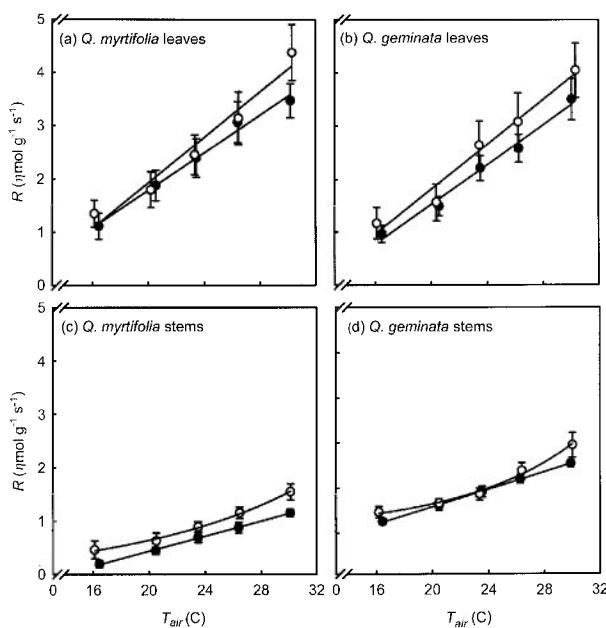 (a) Q. myrtifolia leaves
(b) Q. geminata leaves
5
4
3
2
1
0
R (ηmol g⁻¹ s⁻¹)
(c) Q. myrtifolia stems
(d) Q. geminata stems
5
4
3
2
1
0
R (ηmol g⁻¹ s⁻¹)
0 16 20 24 28 32
0 16 20 24 28 32
T_air (C)
T_air (C)